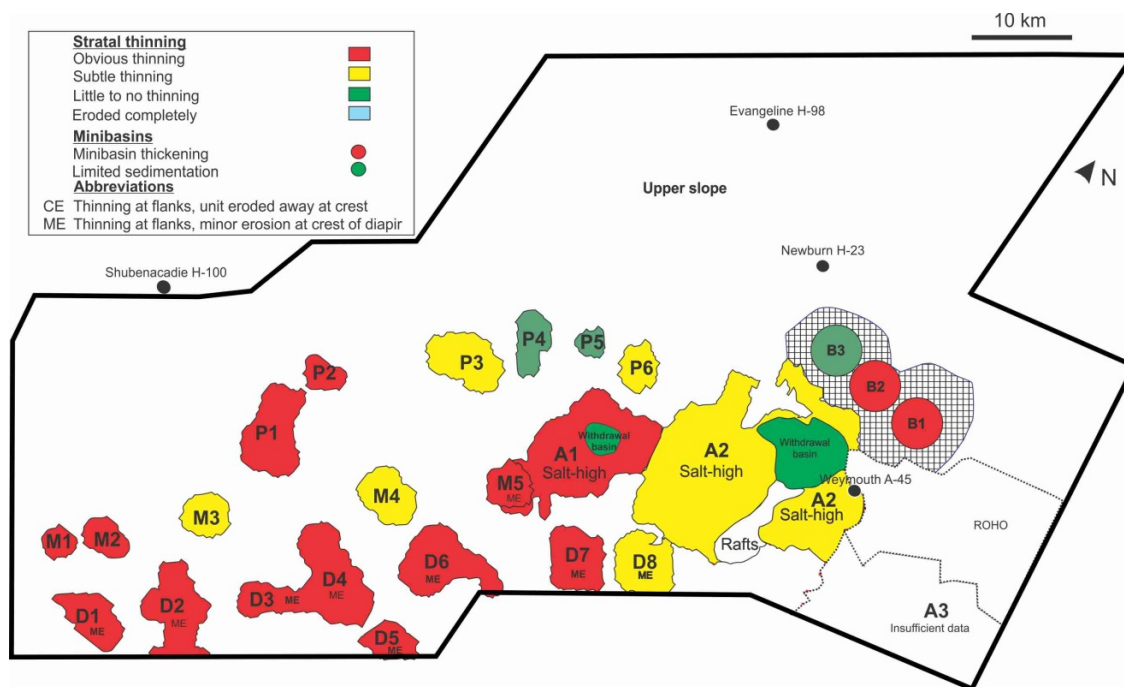 10 km
Stratal thinning
Obvious thinning
Subtle thinning
Little to no thinning
Eroded completely
Minibasins
Minibasin thickening
Limited sedimentation
Abbreviations
CE Thinning at flanks, unit eroded away at crest
ME Thinning at flanks, minor erosion at crest of diapir
Evangeline H-98
N
Upper slope
Newburn H-23
Shubenacadie H-100
P4
P5
B3
P3
P6
P2
B2
P1
B1
Withdrawal
basin
A1
Salt-high
A2
Salt-high
Withdrawal
basin
Weymouth A-45
M5
ME
M4
A2
Salt-high
M3
ROHO
M1
M2
Rafts
D6
ME
D7
ME
D8
ME
D4
ME
D3 ME
D1
ME
D2
ME
D5
ME
A3
Insufficient data